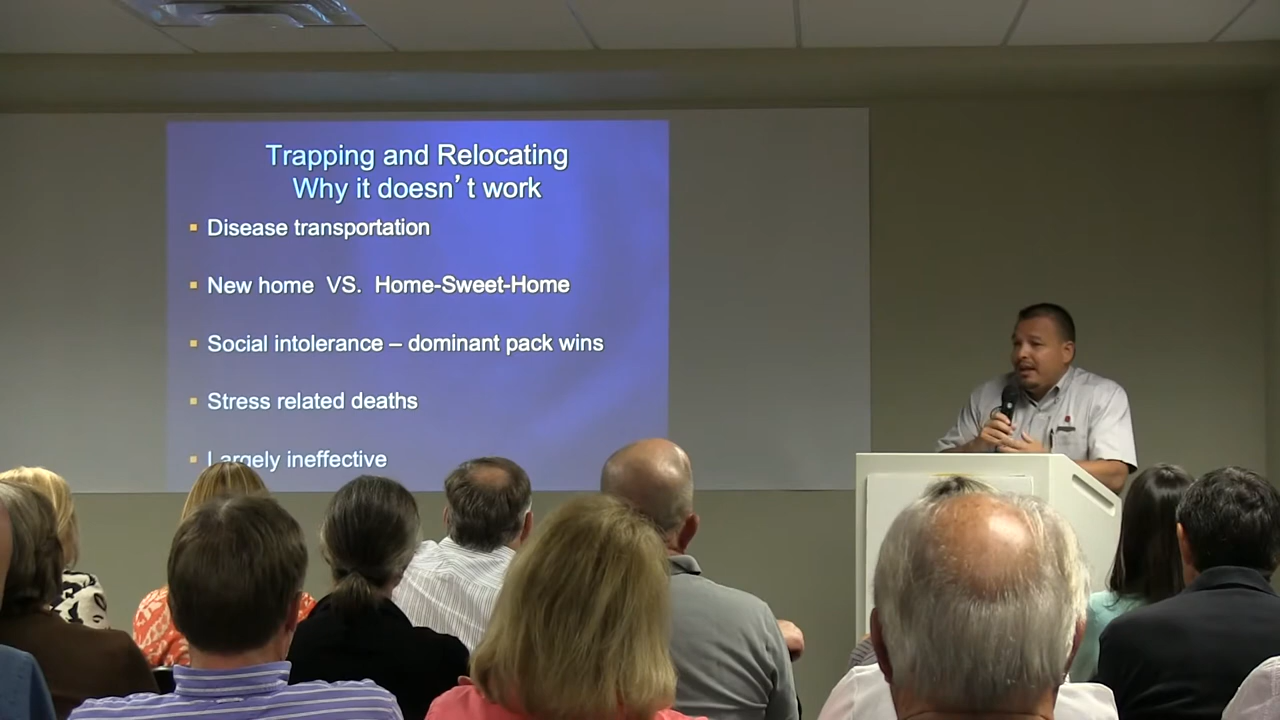 Trapping and Relocating
Why it doesn’t work
▪ Disease transportation
▪ New home VS. Home-Sweet-Home
▪ Social intolerance – dominant pack wins
▪ Stress related deaths
▪ Largely ineffective